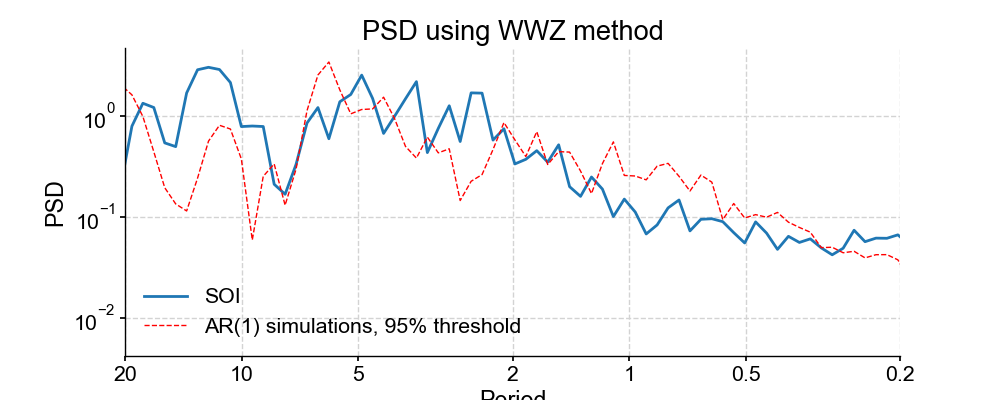 PSD using WWZ method
PSD
10^0
10^−1
10^−2
SOI
AR(1) simulations, 95% threshold
20 10 5 2 1 0.5 0.2
Period